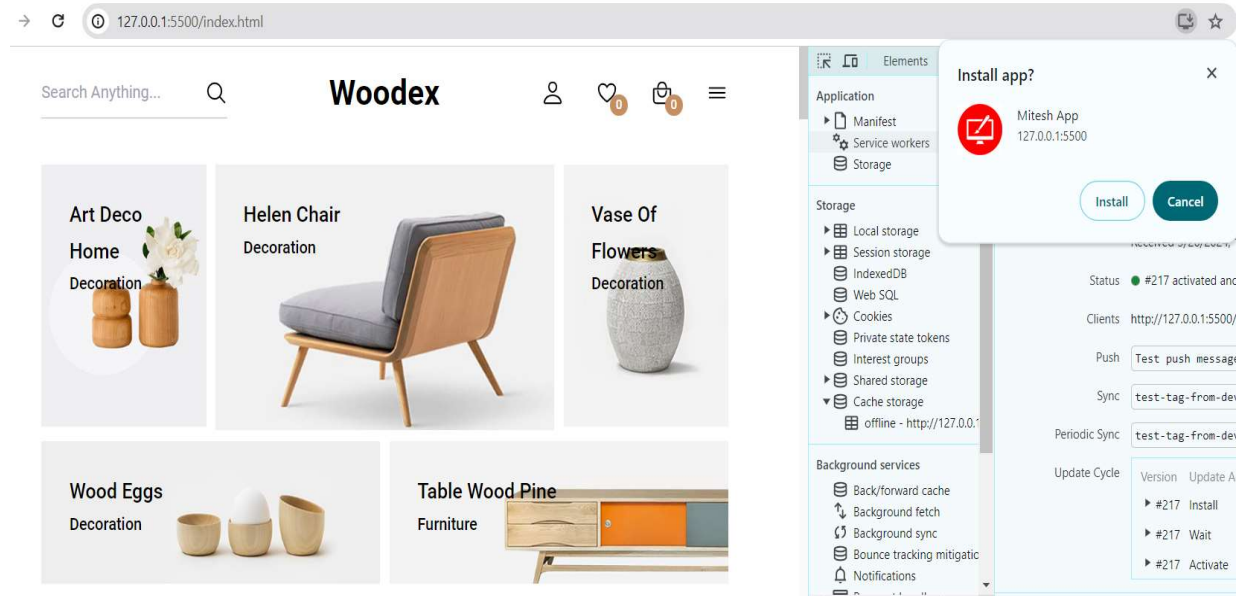 127.0.0.1:5500/index.html
Search Anything...
Woodex
0
0
Art Deco
Home
Decoration
Helen Chair
Decoration
Vase Of
Flowers
Decoration
Wood Eggs
Decoration
Table Wood Pine
Furniture
Elements
Application
Manifest
Service workers
Storage
Storage
Local storage
Session storage
IndexedDB
Web SQL
Cookies
Private state tokens
Interest groups
Shared storage
Cache storage
offline - http://127.0.0.1
Background services
Back/forward cache
Background fetch
Background sync
Bounce tracking mitigatic
Notifications
Install app?
Mitesh App
127.0.0.1:5500
Install
Cancel
Status
#217 activated and
Clients
http://127.0.0.1:5500/
Push
Test push message
Sync
test-tag-from-dev
Periodic Sync
test-tag-from-dev
Update Cycle
Version Update A
#217 Install
#217 Wait
#217 Activate